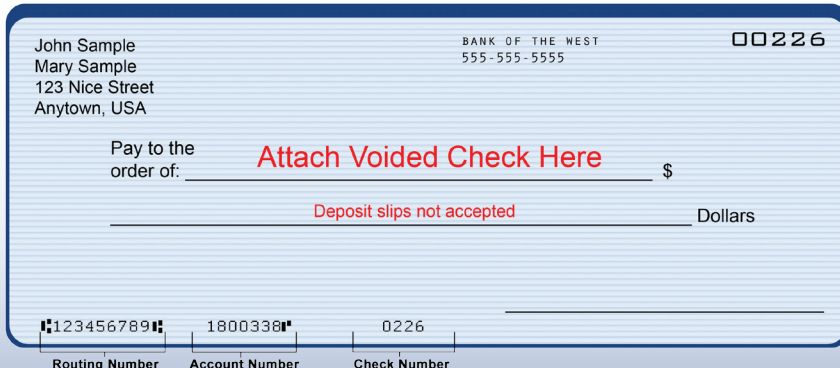 John Sample
Mary Sample
123 Nice Street
Anytown, USA
BANK OF THE WEST
555-555-5555
00226
Pay to the
order of:
Attach Voided Check Here
$
Deposit slips not accepted
Dollars
⑆123456789⑆ 1800338⑈ 0226
Routing Number Account Number Check Number